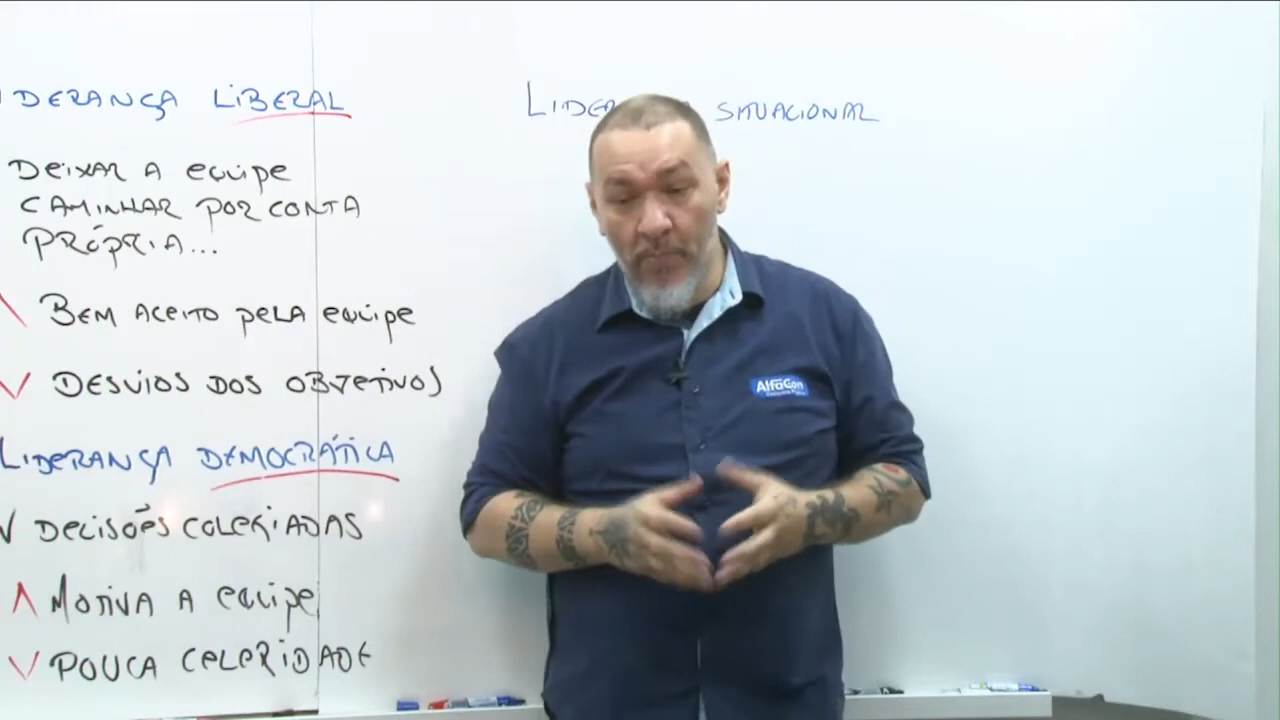 IDERANÇA LIBERAL
DEIXAR A EQUIPE
CAMINHAR POR CONTA
PRÓPRIA...
BEM ACEITO PELA EQUIPE
DESVIOS DOS OBJETIVOS
LIDERANÇA DEMOCRÁTICA
DECISÕES COLEGIADAS
MOTIVA A EQUIPE
POUCA CELERIDADE
LIDER SITUACIONAL
AlfaCon